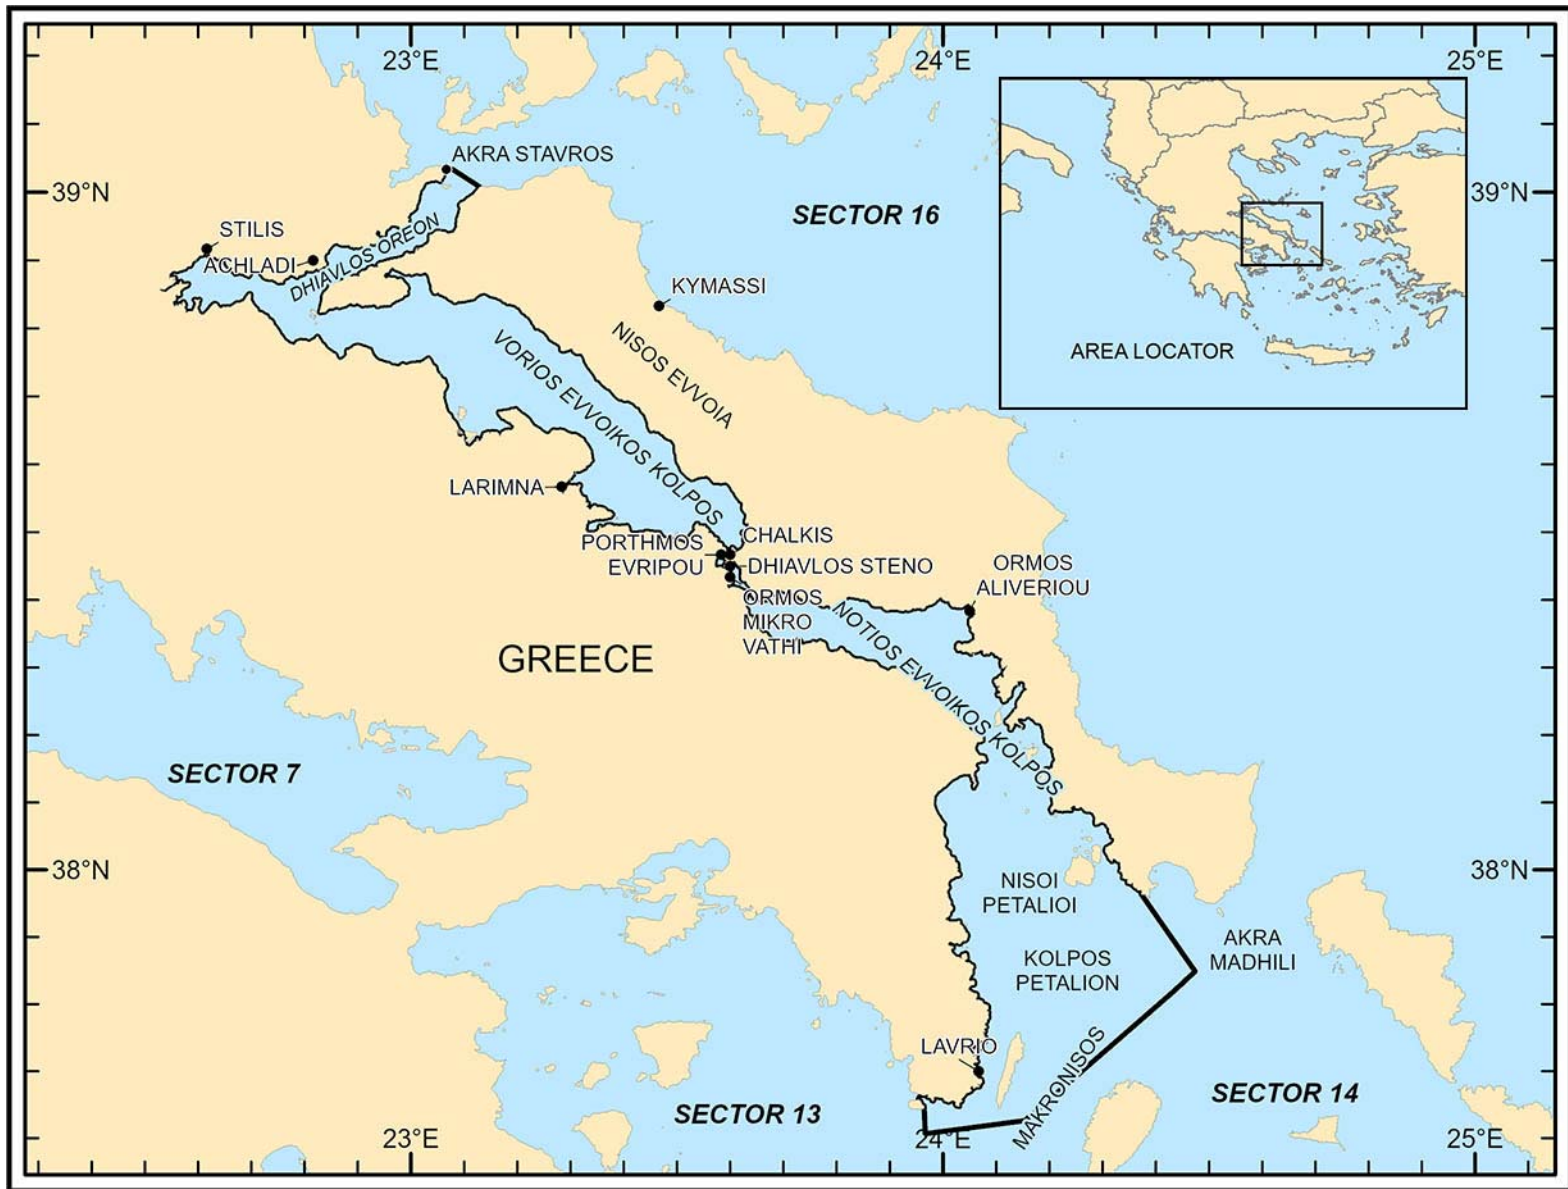 23°E
24°E
25°E
AKRA STAVROS
39°N
39°N
SECTOR 16
STILIS
ACHLADI
DHIAVLOS OREON
KYMASSI
AREA LOCATOR
VORIOS EVVOIKOS KOLPOS
NISOS EVVOIA
LARIMNA
CHALKIS
PORTHMOS
EVRIPOU
DHIAVLOS STENO
ORMOS
ALIVERIOU
ORMOS
MIKRO
VATHI
NOTIOS EVVOIKOS KOLPOS
GREECE
SECTOR 7
38°N
38°N
NISOI
PETALIOI
AKRA
MADHILI
KOLPOS
PETALION
LAVRIO
MAKRONISOS
SECTOR 14
SECTOR 13
23°E
24°E
25°E